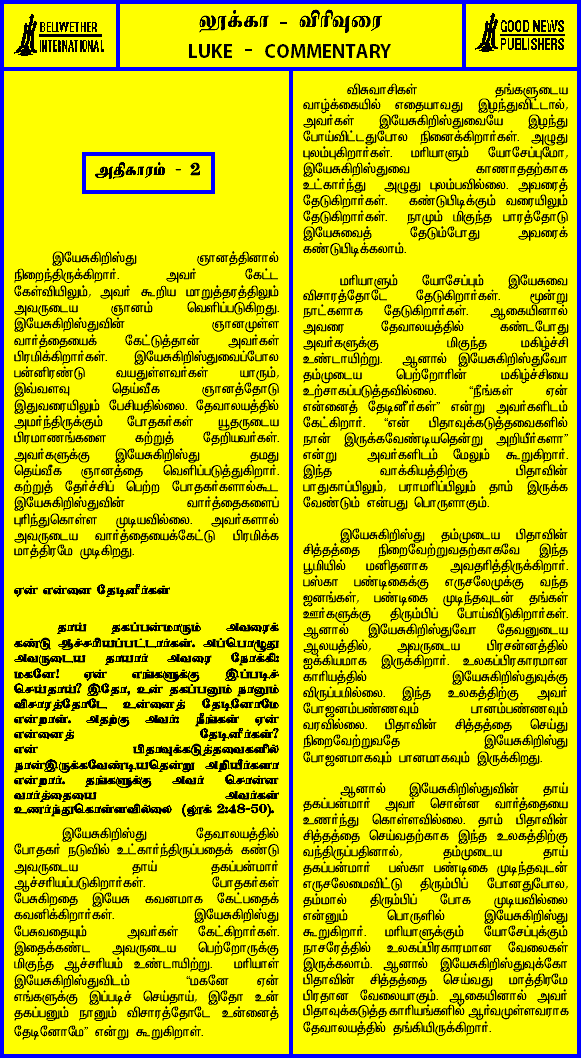 BELLWETHER
INTERNATIONAL
லூக்கா - விரிவுரை
LUKE - COMMENTARY
GOOD NEWS
PUBLISHERS
அதிகாரம் - 2
இயேசுகிறிஸ்து ஞானத்தினால்
நிறைந்திருக்கிறார். அவர் கேட்ட
கேள்வியிலும், அவர் கூறிய மாறுத்தரத்திலும்
அவருடைய ஞானம் வெளிப்படுகிறது.
இயேசுகிறிஸ்துவின் ஞானமுள்ள
வார்த்தையைக் கேட்டுத்தான் அவர்கள்
பிரமிக்கிறார்கள். இயேசுகிறிஸ்துவைப்போல
பன்னிரண்டு வயதுள்ளவர்கள் யாரும்,
இவ்வளவு தெய்வீக ஞானத்தோடு
இதுவரையிலும் பேசியதில்லை. தேவாலயத்தில்
அமர்ந்திருக்கும் போதகர்கள் யூதருடைய
பிரமாணங்களை கற்றுத் தேறியவர்கள்.
அவர்களுக்கு இயேசுகிறிஸ்து தமது
தெய்வீக ஞானத்தை வெளிப்படுத்துகிறார்.
கற்றுத் தேர்ச்சிப் பெற்ற போதகர்களால்கூட
இயேசுகிறிஸ்துவின் வார்த்தைகளைப்
புரிந்துகொள்ள முடியவில்லை. அவர்களால்
அவருடைய வார்த்தையைக்கேட்டு பிரமிக்க
மாத்திரமே முடிகிறது.
ஏன் என்னை தேடினீர்கள்
தாய் தகப்பன்மாரும் அவரைக்
கண்டு ஆச்சரியப்பட்டார்கள். அப்பொழுது
அவருடைய தாயார் அவரை நோக்கி:
மகனே! ஏன் எங்களுக்கு இப்படிச்
செய்தாய்? இதோ, உன் தகப்பனும் நானும்
விசாரத்தோடே உன்னைத் தேடினோமே
என்றாள். அதற்கு அவர்: நீங்கள் ஏன்
என்னைத் தேடினீர்கள்?
என் பிதாவுக்கடுத்தவைகளில்
நான்இருக்கவேண்டியதென்று அறியீர்களா
என்றார். தங்களுக்கு அவர் சொன்ன
வார்த்தையை அவர்கள்
உணர்ந்துகொள்ளவில்லை (லூக் 2:48-50).
இயேசுகிறிஸ்து தேவாலயத்தில்
போதகர் நடுவில் உட்கார்ந்திருப்பதைக் கண்டு
அவருடைய தாய் தகப்பன்மார்
ஆச்சரியப்படுகிறார்கள். போதகர்கள்
பேசுகிறதை இயேசு கவனமாக கேட்பதைக்
கவனிக்கிறார்கள். இயேசுகிறிஸ்து
பேசுவதையும் அவர்கள் கேட்கிறார்கள்.
இதைக்கண்ட அவருடைய பெற்றோருக்கு
மிகுந்த ஆச்சரியம் உண்டாயிற்று. மரியாள்
இயேசுகிறிஸ்துவிடம் “மகனே ஏன்
எங்களுக்கு இப்படிச் செய்தாய், இதோ உன்
தகப்பனும் நானும் விசாரத்தோடே உன்னைத்
தேடினோமே” என்று கூறுகிறாள்.
விசுவாசிகள் தங்களுடைய
வாழ்க்கையில் எதையாவது இழந்துவிட்டால்,
அவர்கள் இயேசுகிறிஸ்துவையே இழந்து
போய்விட்டதுபோல நினைக்கிறார்கள். அழுது
புலம்புகிறார்கள். மரியாளும் யோசேப்புமோ,
இயேசுகிறிஸ்துவை காணாததற்காக
உட்கார்ந்து அழுது புலம்பவில்லை. அவரைத்
தேடுகிறார்கள். கண்டுபிடிக்கும் வரையிலும்
தேடுகிறார்கள். நாமும் மிகுந்த பாரத்தோடு
இயேசுவைத் தேடும்போது அவரைக்
கண்டுபிடிக்கலாம்.
மரியாளும் யோசேப்பும் இயேசுவை
விசாரத்தோடே தேடுகிறார்கள். மூன்று
நாட்களாக தேடுகிறார்கள். ஆகையினால்
அவரை தேவாலயத்தில் கண்டபோது
அவர்களுக்கு மிகுந்த மகிழ்ச்சி
உண்டாயிற்று. ஆனால் இயேசுகிறிஸ்துவோ
தம்முடைய பெற்றோரின் மகிழ்ச்சியை
உற்சாகப்படுத்தவில்லை. “நீங்கள் ஏன்
என்னைத் தேடினீர்கள்” என்று அவர்களிடம்
கேட்கிறார். “என் பிதாவுக்கடுத்தவைகளில்
நான் இருக்கவேண்டியதென்று அறியீர்களா”
என்று அவர்களிடம் மேலும் கூறுகிறார்.
இந்த வாக்கியத்திற்கு பிதாவின்
பாதுகாப்பிலும், பராமரிப்பிலும் தாம் இருக்க
வேண்டும் என்பது பொருளாகும்.
இயேசுகிறிஸ்து தம்முடைய பிதாவின்
சித்தத்தை நிறைவேற்றுவதற்காகவே இந்த
பூமியில் மனிதனாக அவதரித்திருக்கிறார்.
பஸ்கா பண்டிகைக்கு எருசலேமுக்கு வந்த
ஜனங்கள், பண்டிகை முடிந்தவுடன் தங்கள்
ஊர்களுக்கு திரும்பிப் போய்விடுகிறார்கள்.
ஆனால் இயேசுகிறிஸ்துவோ தேவனுடைய
ஆலயத்தில், அவருடைய பிரசன்னத்தில்
ஐக்கியமாக இருக்கிறார். உலகப்பிரகாரமான
காரியத்தில் இயேசுகிறிஸ்துவுக்கு
விருப்பமில்லை. இந்த உலகத்திற்கு அவர்
போஜனம்பண்ணவும் பானம்பண்ணவும்
வரவில்லை. பிதாவின் சித்தத்தை செய்து
நிறைவேற்றுவதே இயேசுகிறிஸ்து
போஜனமாகவும் பானமாகவும் இருக்கிறது.
ஆனால் இயேசுகிறிஸ்துவின் தாய்
தகப்பன்மார் அவர் சொன்ன வார்த்தையை
உணர்ந்து கொள்ளவில்லை. தாம் பிதாவின்
சித்தத்தை செய்வதற்காக இந்த உலகத்திற்கு
வந்திருப்பதினால், தம்முடைய தாய்
தகப்பன்மார் பஸ்கா பண்டிகை முடிந்தவுடன்
எருசலேமைவிட்டு திரும்பிப் போனதுபோல,
தம்மால் திரும்பிப் போக முடியவில்லை
என்னும் பொருளில் இயேசுகிறிஸ்து
கூறுகிறார். மரியாளுக்கும் யோசேப்புக்கும்
நாசரேத்தில் உலகப்பிரகாரமான வேலைகள்
இருக்கலாம். ஆனால் இயேசுகிறிஸ்துவுக்கோ
பிதாவின் சித்தத்தை செய்வது மாத்திரமே
பிரதான வேலையாகும். ஆகையினால் அவர்
பிதாவுக்கடுத்த காரியங்களில் ஆர்வமுள்ளவராக
தேவாலயத்தில் தங்கியிருக்கிறார்.